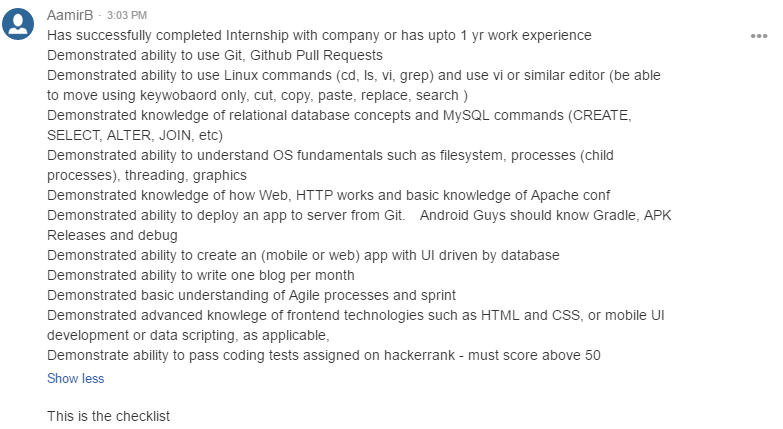 AamirB · 3:03 PM
Has successfully completed Internship with company or has upto 1 yr work experience
Demonstrated ability to use Git, Github Pull Requests
Demonstrated ability to use Linux commands (cd, ls, vi, grep) and use vi or similar editor (be able
to move using keywobaord only, cut, copy, paste, replace, search )
Demonstrated knowledge of relational database concepts and MySQL commands (CREATE,
SELECT, ALTER, JOIN, etc)
Demonstrated ability to understand OS fundamentals such as filesystem, processes (child
processes), threading, graphics
Demonstrated knowledge of how Web, HTTP works and basic knowledge of Apache conf
Demonstrated ability to deploy an app to server from Git.   Android Guys should know Gradle, APK
Releases and debug
Demonstrated ability to create an (mobile or web) app with UI driven by database
Demonstrated ability to write one blog per month
Demonstrated basic understanding of Agile processes and sprint
Demonstrated advanced knowlege of frontend technologies such as HTML and CSS, or mobile UI
development or data scripting, as applicable,
Demonstrate ability to pass coding tests assigned on hackerrank - must score above 50
Show less
This is the checklist